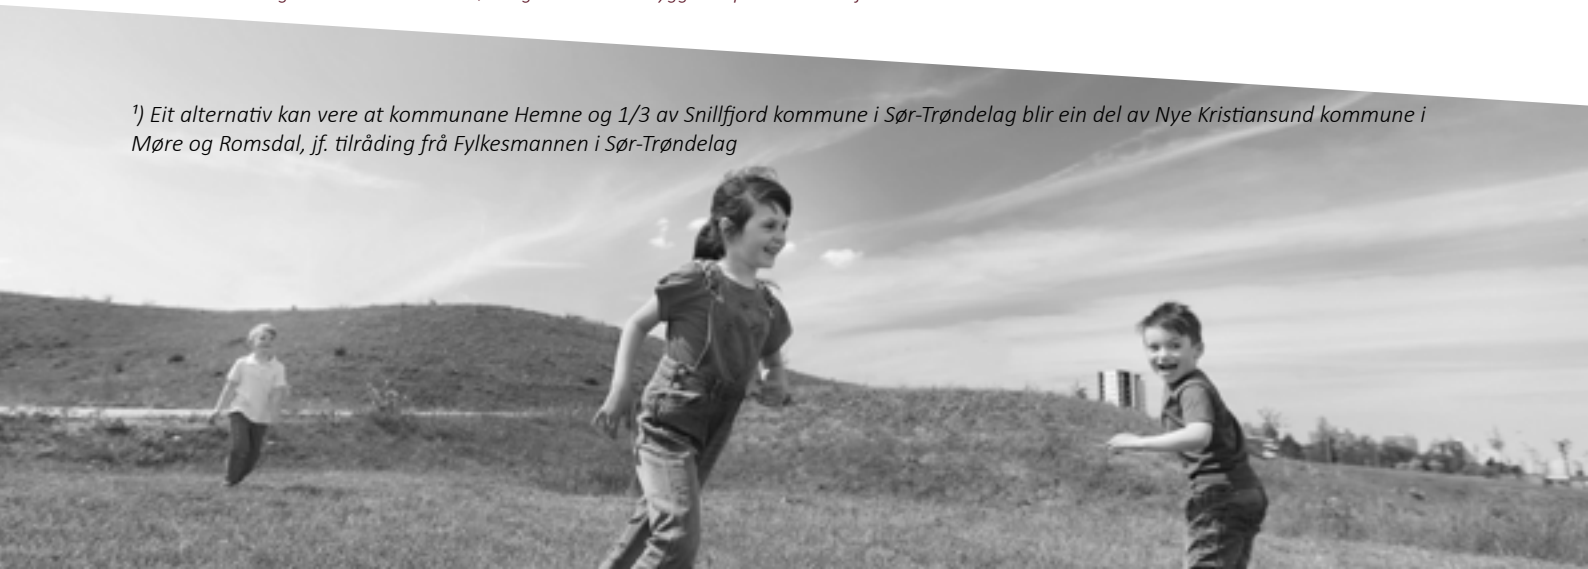 ¹) Eit alternativ kan vere at kommunane Hemne og 1/3 av Snillfjord kommune i Sør-Trøndelag blir ein del av Nye Kristiansund kommune i
Møre og Romsdal, jf. tilråding frå Fylkesmannen i Sør-Trøndelag